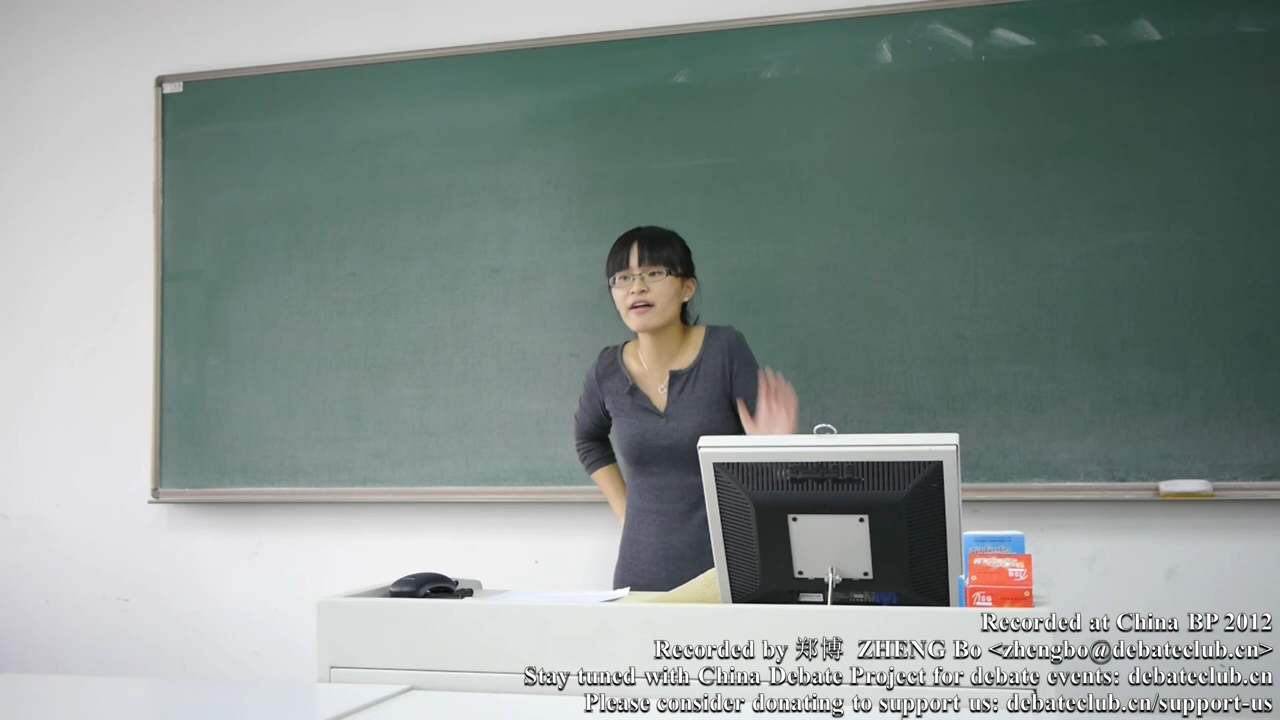 Recorded at China BP 2012
Recorded by 郑博 ZHENG Bo <zhengbo@debateclub.cn>
Stay tuned with China Debate Project for debate events: debateclub.cn
Please consider donating to support us: debateclub.cn/support-us